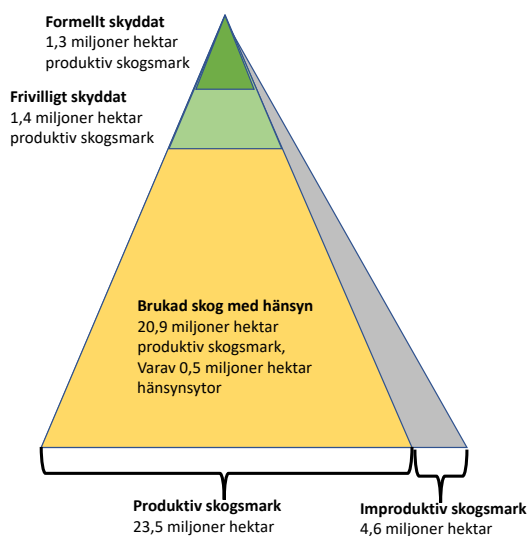 Formellt skyddat
1,3 miljoner hektar
produktiv skogsmark
Frivilligt skyddat
1,4 miljoner hektar
produktiv skogsmark
Brukad skog med hänsyn
20,9 miljoner hektar
produktiv skogsmark,
Varav 0,5 miljoner hektar
hänsynsytor
Produktiv skogsmark
23,5 miljoner hektar
Improduktiv skogsmark
4,6 miljoner hektar